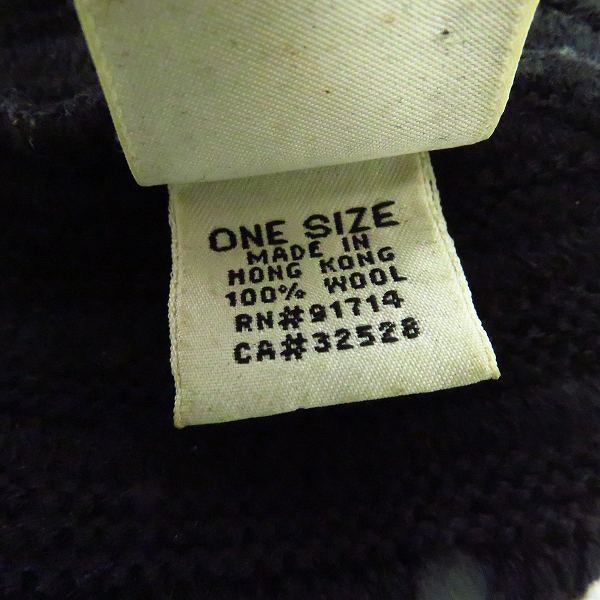 ONE SIZE
MADE IN
HONG KONG
100% WOOL
RN#91714
CA#32528